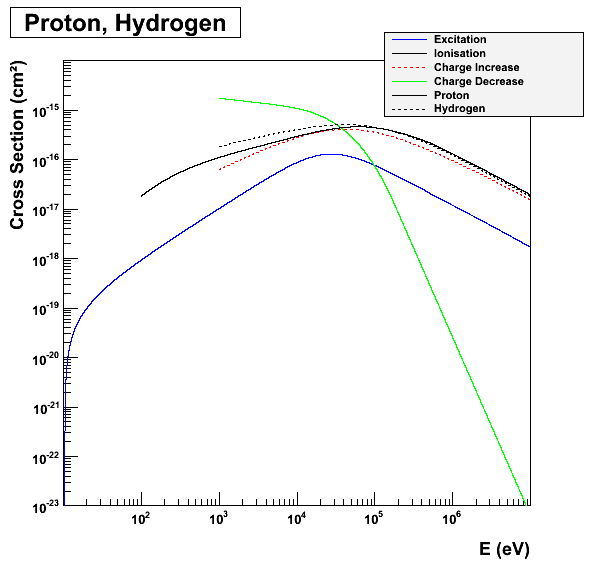 Proton, Hydrogen
Excitation
Ionisation
Charge Increase
Charge Decrease
Proton
Hydrogen
Cross Section (cm²)
10⁻¹⁵
10⁻¹⁶
10⁻¹⁷
10⁻¹⁸
10⁻¹⁹
10⁻²⁰
10⁻²¹
10⁻²²
10⁻²³
10² 10³ 10⁴ 10⁵ 10⁶
E (eV)